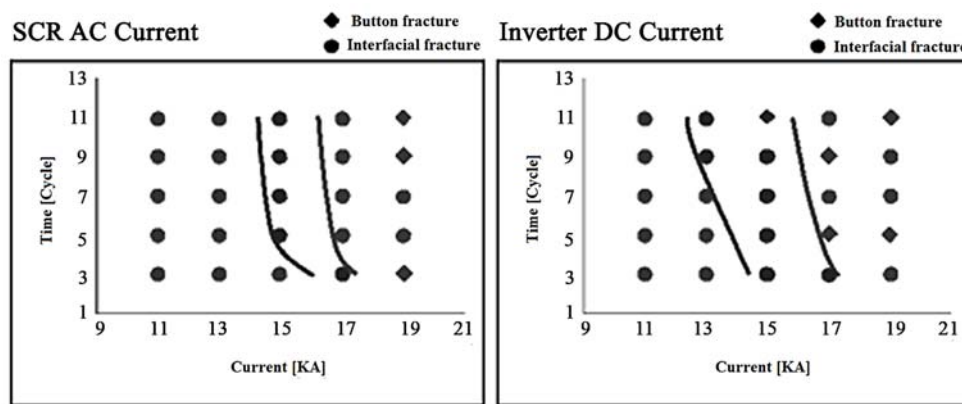 SCR AC Current
Button fracture
Interfacial fracture
13
11
9
7
5
3
1
Time [Cycle]
9 11 13 15 17 19 21
Current [KA]
Inverter DC Current
Button fracture
Interfacial fracture
13
11
9
7
5
3
1
Time [Cycle]
9 11 13 15 17 19 21
Current [KA]